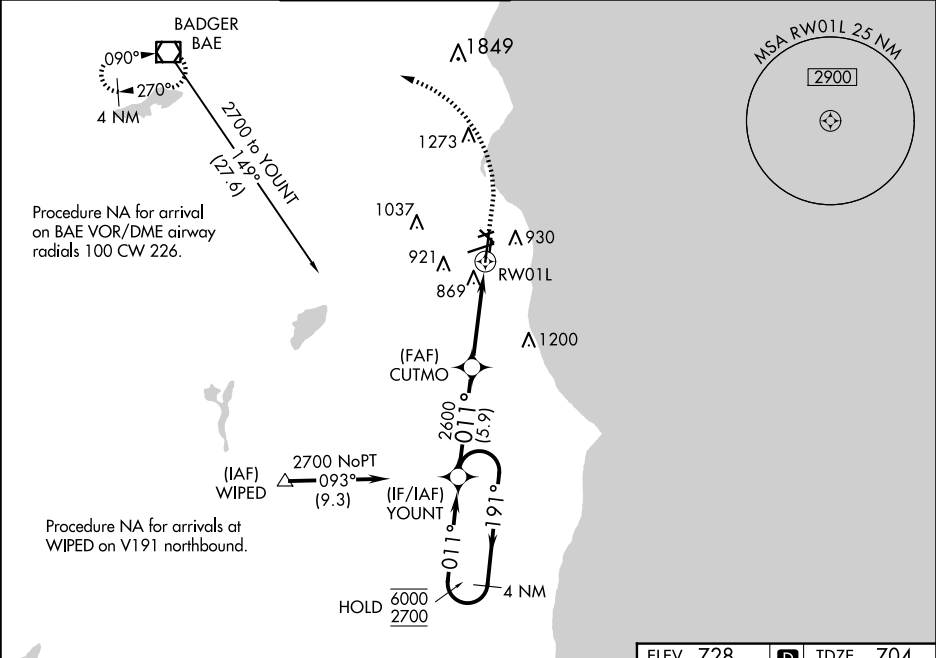 BADGER
BAE
090°
270°
4 NM
2700 to YOUNT
149°
(27.6)
1849
MSA RW01L 25 NM
2900
1273
Procedure NA for arrival
on BAE VOR/DME airway
radials 100 CW 226.
1037
930
921
RW01L
869
1200
(FAF)
CUTMO
2600
011°
(5.9)
(IAF)
WIPED
2700 NoPT
093°
(9.3)
(IF/IAF)
YOUNT
191°
011°
Procedure NA for arrivals at
WIPED on V191 northbound.
HOLD
6000
2700
4 NM
ELEV 728
D
TDZE 704